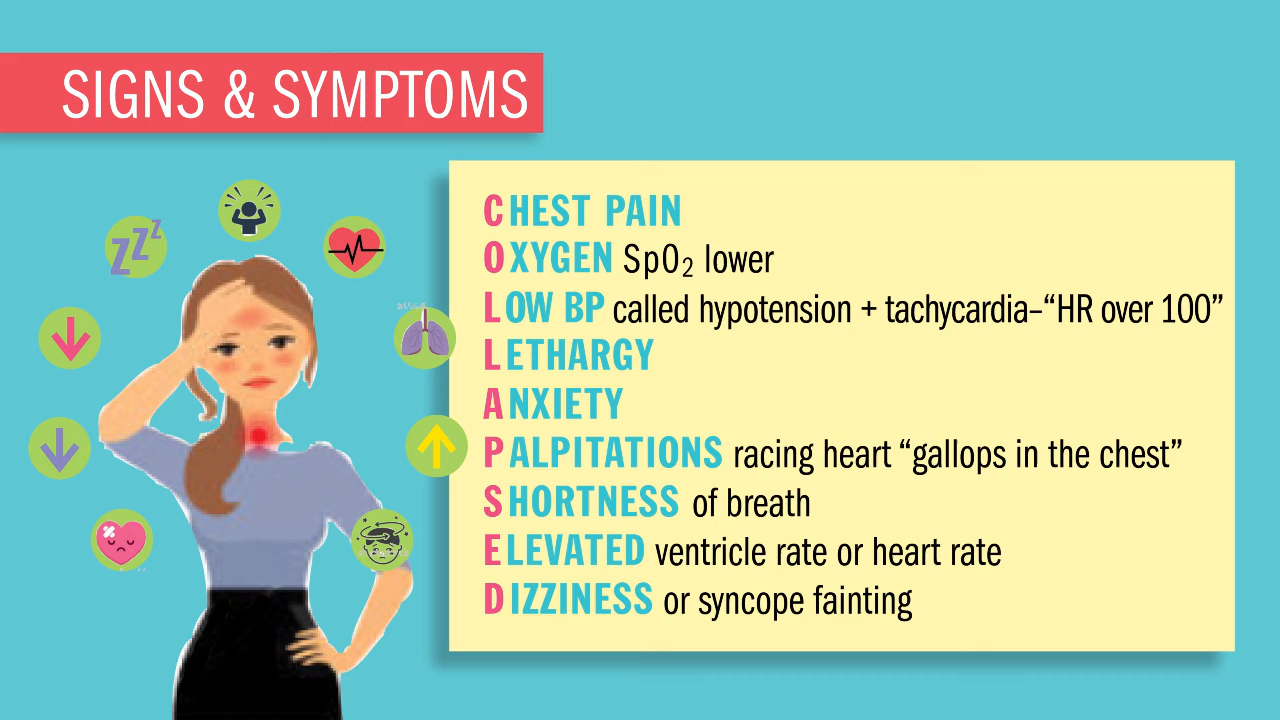 SIGNS & SYMPTOMS
zzz
CHEST PAIN
OXYGEN SpO₂ lower
LOW BP called hypotension + tachycardia–“HR over 100”
LETHARGY
ANXIETY
PALPITATIONS racing heart “gallops in the chest”
SHORTNESS of breath
ELEVATED ventricle rate or heart rate
DIZZINESS or syncope fainting